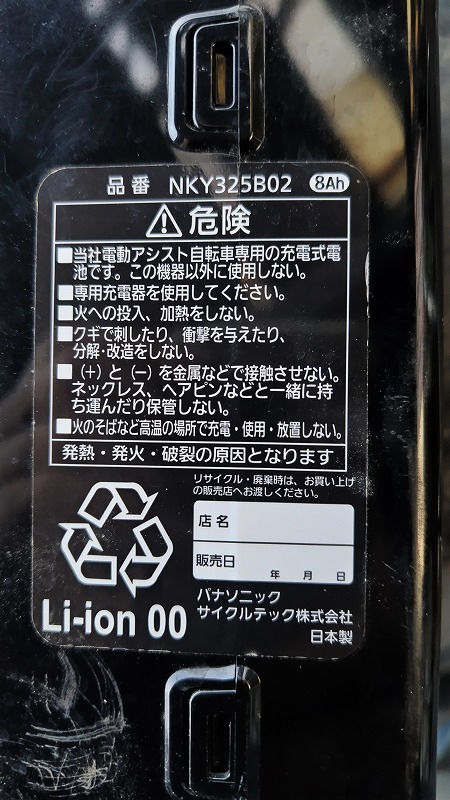 品番 NKY325B02 8Ah
危険
■当社電動アシスト自転車専用の充電式電
池です。この機器以外に使用しない。
■専用充電器を使用してください。
■火への投入、加熱をしない。
■クギで刺したり、衝撃を与えたり、
分解・改造をしない。
■(+)と(−)を金属などで接触させない。
ネックレス、ヘアピンなどと一緒に持
ち運んだり保管しない。
■火のそばなど高温の場所で充電・使用・放置しない。
発熱・発火・破裂の原因となります
リサイクル・廃棄時は、お買い上げ
の販売店へお渡しください。
店名
販売日
年 月 日
Li-ion 00
パナソニック
サイクルテック株式会社
日本製